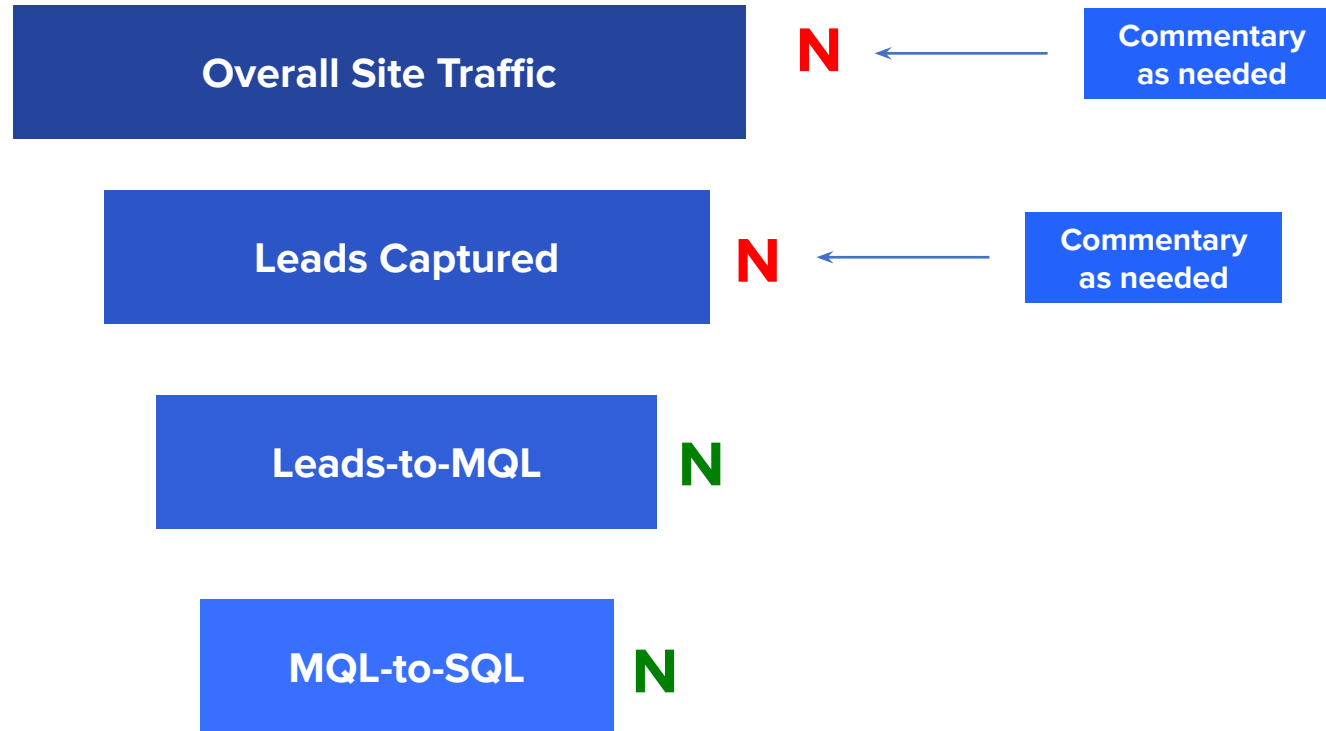 Overall Site Traffic
N
Commentary
as needed
Leads Captured
N
Commentary
as needed
Leads-to-MQL
N
MQL-to-SQL
N